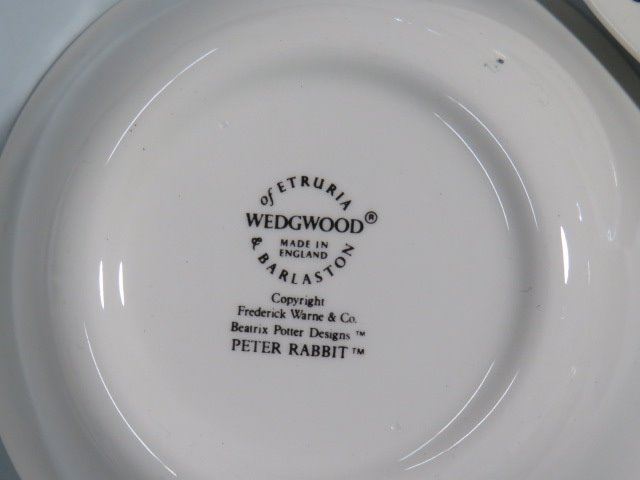 of ETRURIA
WEDGWOOD®
MADE IN
ENGLAND
& BARLASTON
Copyright
Frederick Warne & Co.
Beatrix Potter Designs ™
PETER RABBIT ™